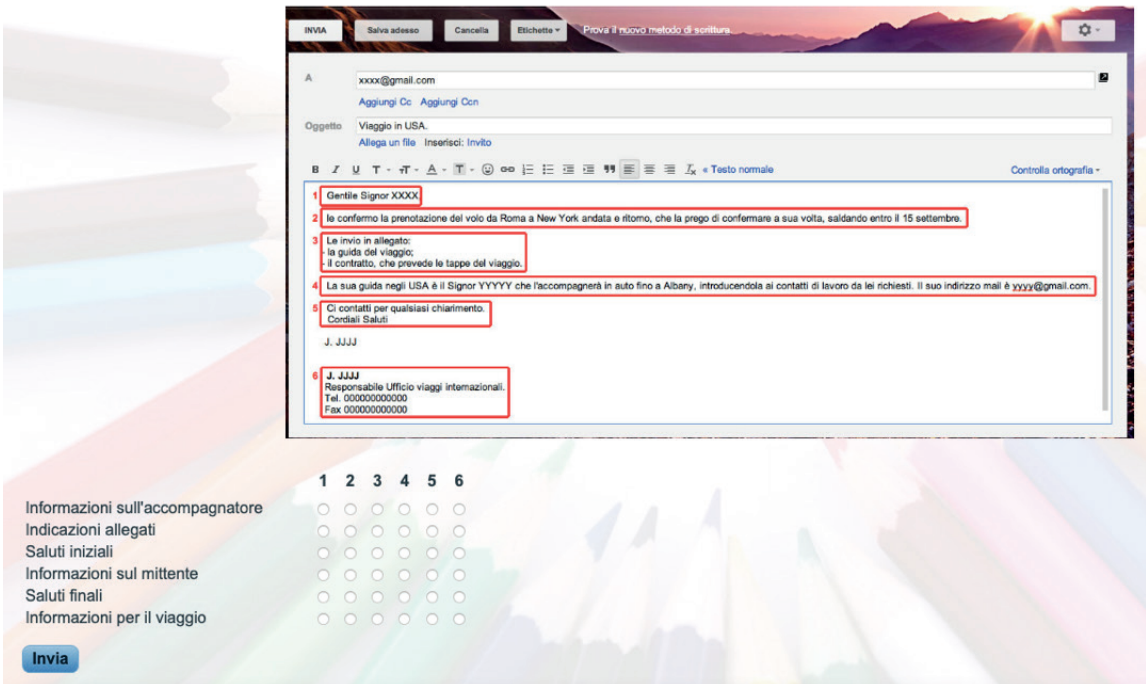 INVIA Salva adesso Cancella Etichette Prova il nuovo metodo di scrittura
A xxxx@gmail.com
Aggiungi Cc Aggiungi Ccn
Oggetto Viaggio in USA.
Allega un file Inserisci: Invito
B I U T T A T Tx « Testo normale Controlla ortografia
1 Gentile Signor XXXX
2 le confermo la prenotazione del volo da Roma a New York andata e ritorno, che la prego di confermare a sua volta, saldando entro il 15 settembre.
3 Le invio in allegato:
- la guida del viaggio;
- il contratto, che prevede le tappe del viaggio.
4 La sua guida negli USA è il Signor YYYYY che l'accompagnerà in auto fino a Albany, introducendola ai contatti di lavoro da lei richiesti. Il suo indirizzo mail è yyyy@gmail.com.
5 Ci contatti per qualsiasi chiarimento.
Cordiali Saluti
J. JJJJ
6 J. JJJJ
Responsabile Ufficio viaggi internazionali.
Tel. 000000000000
Fax 000000000000
1 2 3 4 5 6
Informazioni sull'accompagnatore
Indicazioni allegati
Saluti iniziali
Informazioni sul mittente
Saluti finali
Informazioni per il viaggio
Invia